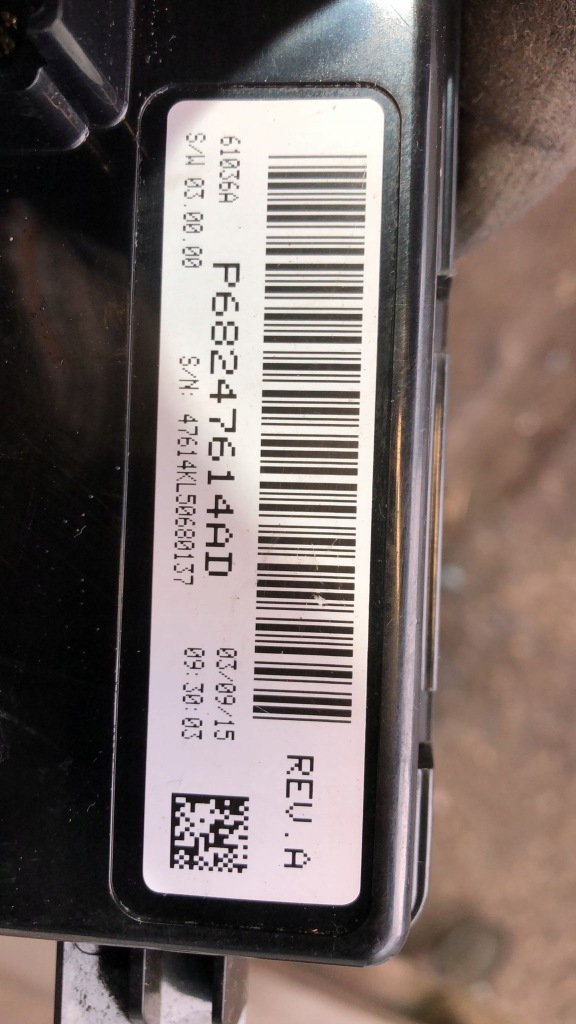 REV.A
61036A
P68247614AD
03/09/15
S/W 03.00.00
S/N: 47614KL50680137
09:30:03